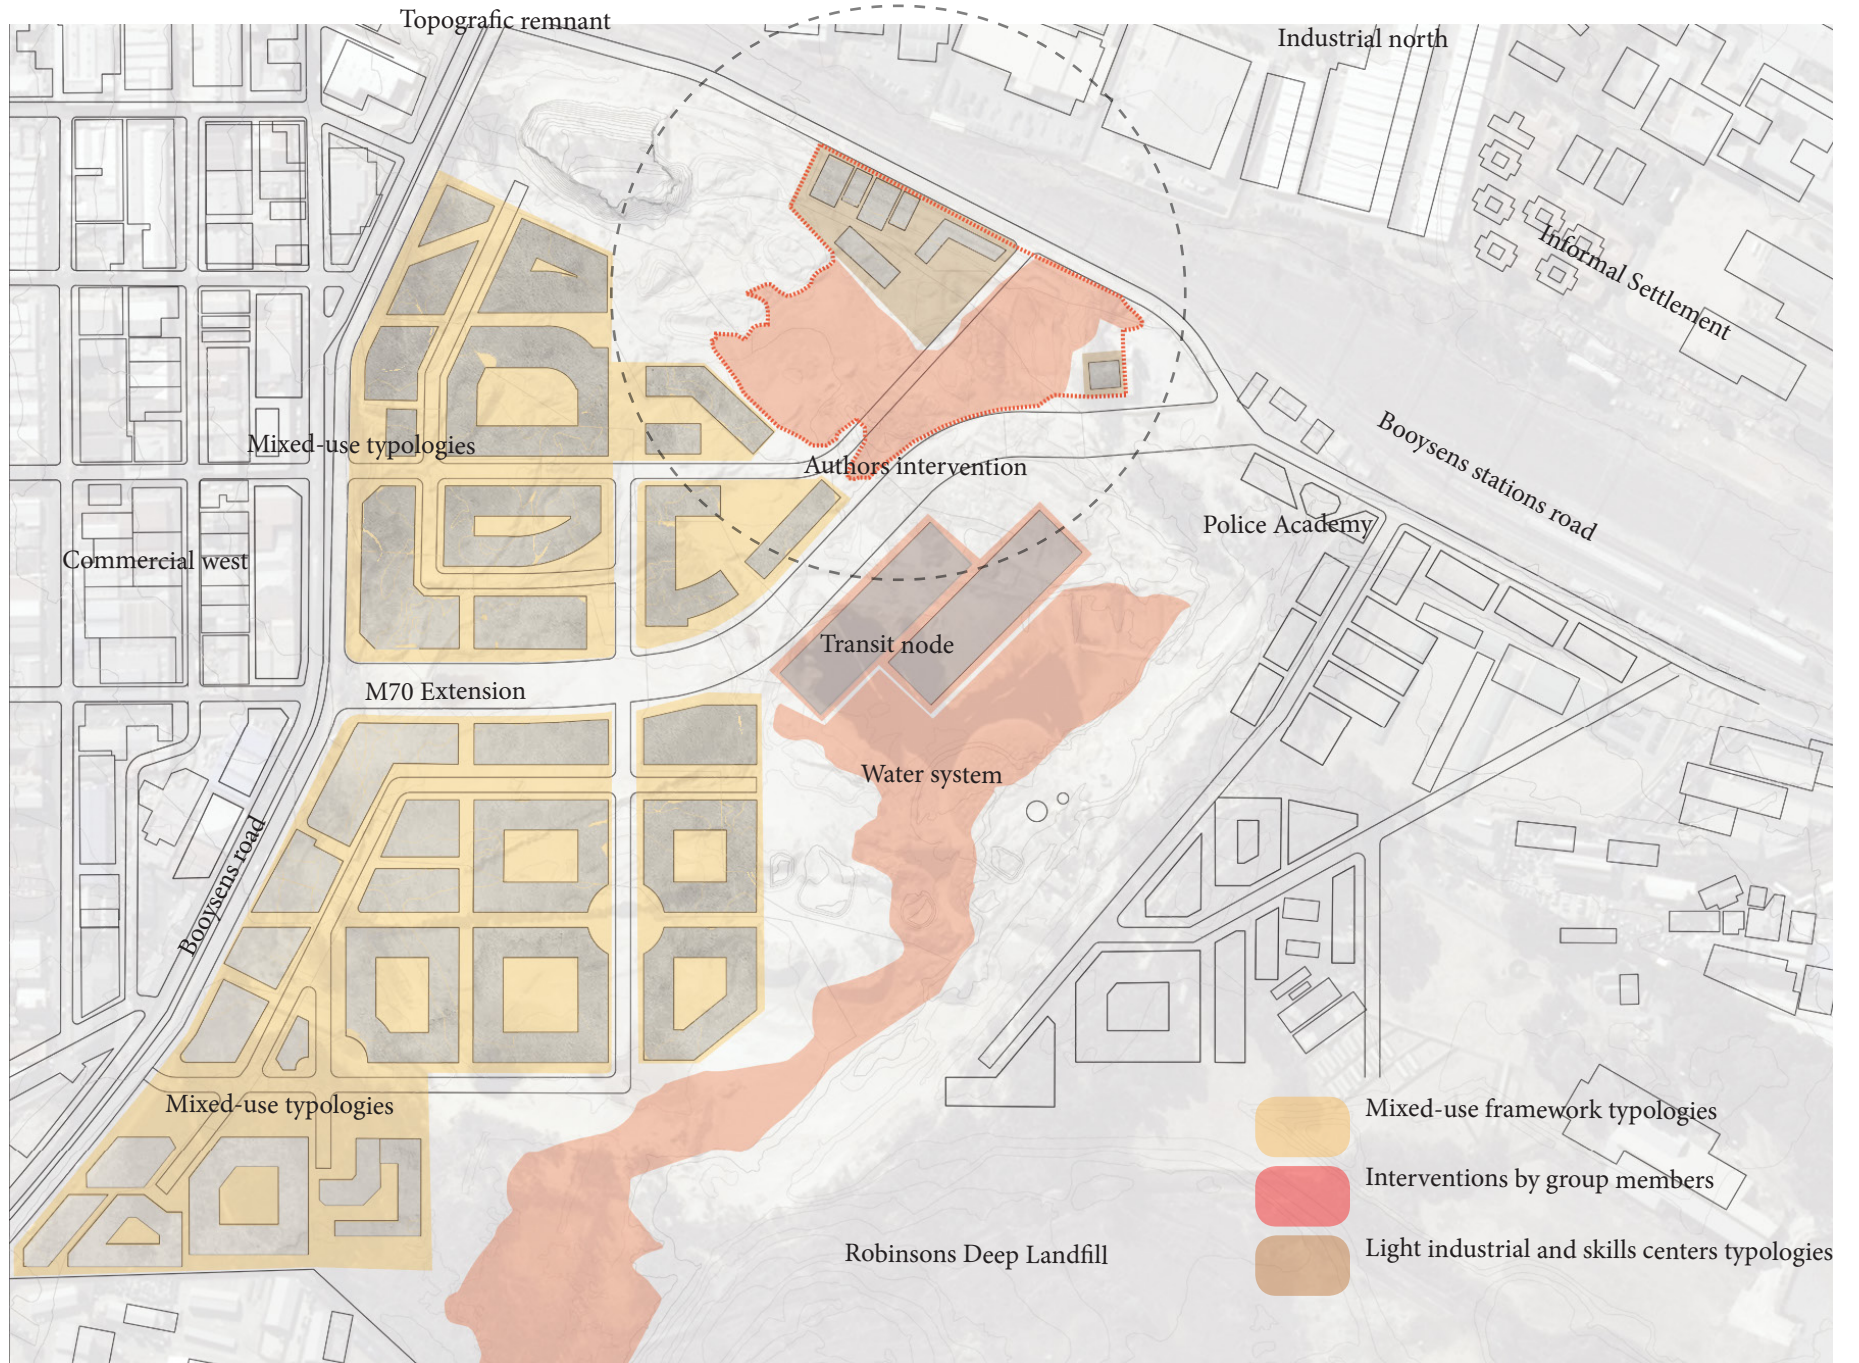 Topografic remnant
Industrial north
Informal Settlement
Mixed-use typologies
Authors intervention
Booysens stations road
Police Academy
Commercial west
Transit node
M70 Extension
Water system
Booysens road
Mixed-use typologies
Mixed-use framework typologies
Interventions by group members
Light industrial and skills centers typologies
Robinsons Deep Landfill